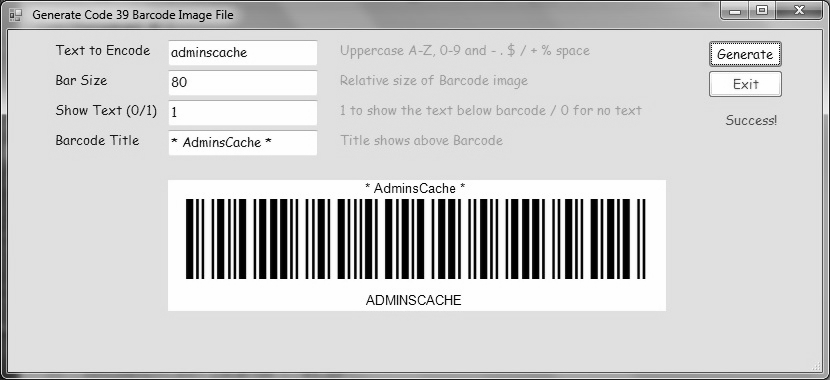 Generate Code 39 Barcode Image File
Text to Encode adminscache Uppercase A-Z, 0-9 and - . $ / + % space Generate
Bar Size 80 Relative size of Barcode image Exit
Show Text (0/1) 1 1 to show the text below barcode / 0 for no text Success!
Barcode Title * AdminsCache * Title shows above Barcode
* AdminsCache *
ADMINSCACHE